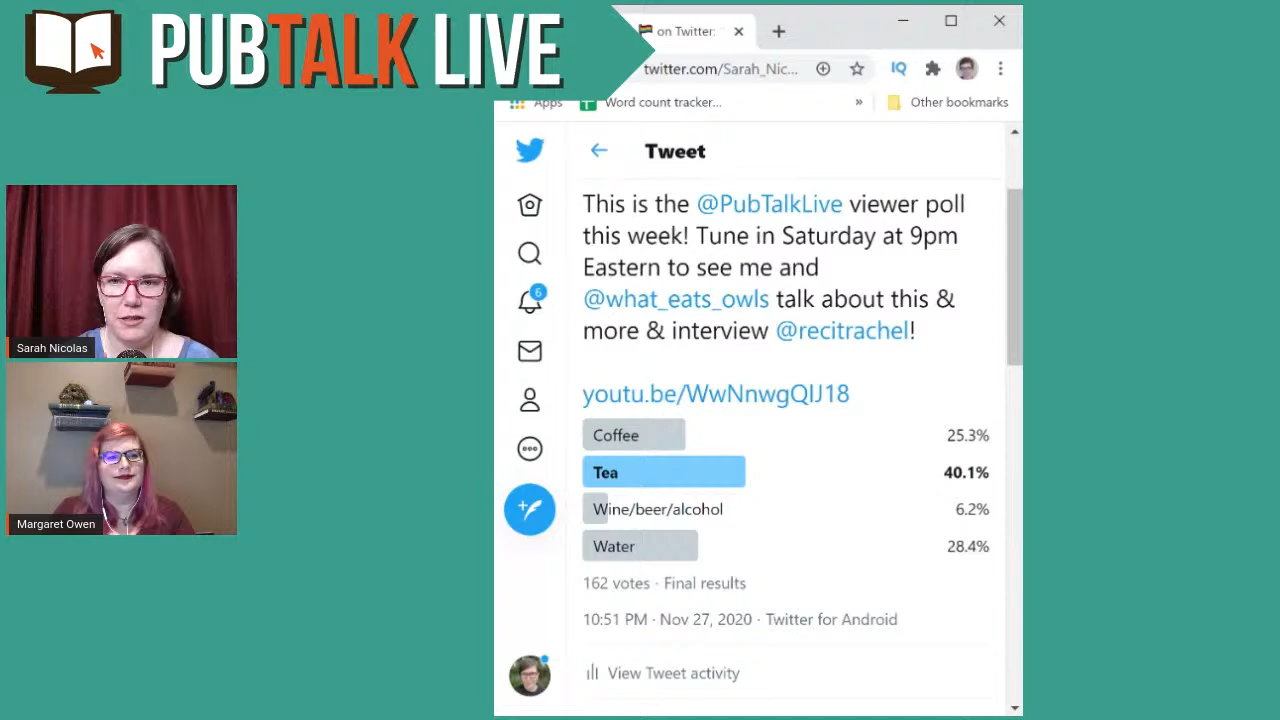 PUBTALK LIVE
on Twitter:
twitter.com/Sarah_Nic...
IQ
Apps
Word count tracker...
»
Other bookmarks
Tweet
This is the @PubTalkLive viewer poll
this week! Tune in Saturday at 9pm
Eastern to see me and
@what_eats_owls talk about this &
more & interview @recitrachel!
youtu.be/WwNnwgQlJ18
Coffee 25.3%
Tea 40.1%
Wine/beer/alcohol 6.2%
Water 28.4%
162 votes · Final results
10:51 PM · Nov 27, 2020 · Twitter for Android
View Tweet activity
6
Sarah Nicolas
Margaret Owen